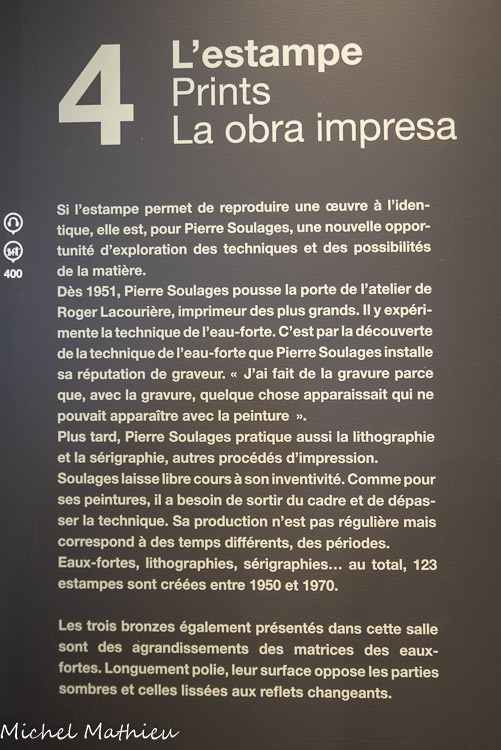 4
L'estampe
Prints
La obra impresa
Si l'estampe permet de reproduire une œuvre à l'iden-
tique, elle est, pour Pierre Soulages, une nouvelle oppor-
tunité d'exploration des techniques et des possibilités
de la matière.
Dès 1951, Pierre Soulages pousse la porte de l'atelier de
Roger Lacourière, imprimeur des plus grands. Il y expéri-
mente la technique de l'eau-forte. C'est par la découverte
de la technique de l'eau-forte que Pierre Soulages installe
sa réputation de graveur. « J'ai fait de la gravure parce
que, avec la gravure, quelque chose apparaissait qui ne
pouvait apparaître avec la peinture ».
Plus tard, Pierre Soulages pratique aussi la lithographie
et la sérigraphie, autres procédés d'impression.
Soulages laisse libre cours à son inventivité. Comme pour
ses peintures, il a besoin de sortir du cadre et de dépas-
ser la technique. Sa production n'est pas régulière mais
correspond à des temps différents, des périodes.
Eaux-fortes, lithographies, sérigraphies... au total, 123
estampes sont créées entre 1950 et 1970.
Les trois bronzes également présentés dans cette salle
sont des agrandissements des matrices des eaux-
fortes. Longuement polie, leur surface oppose les parties
sombres et celles lissées aux reflets changeants.
400
Michel Mathieu